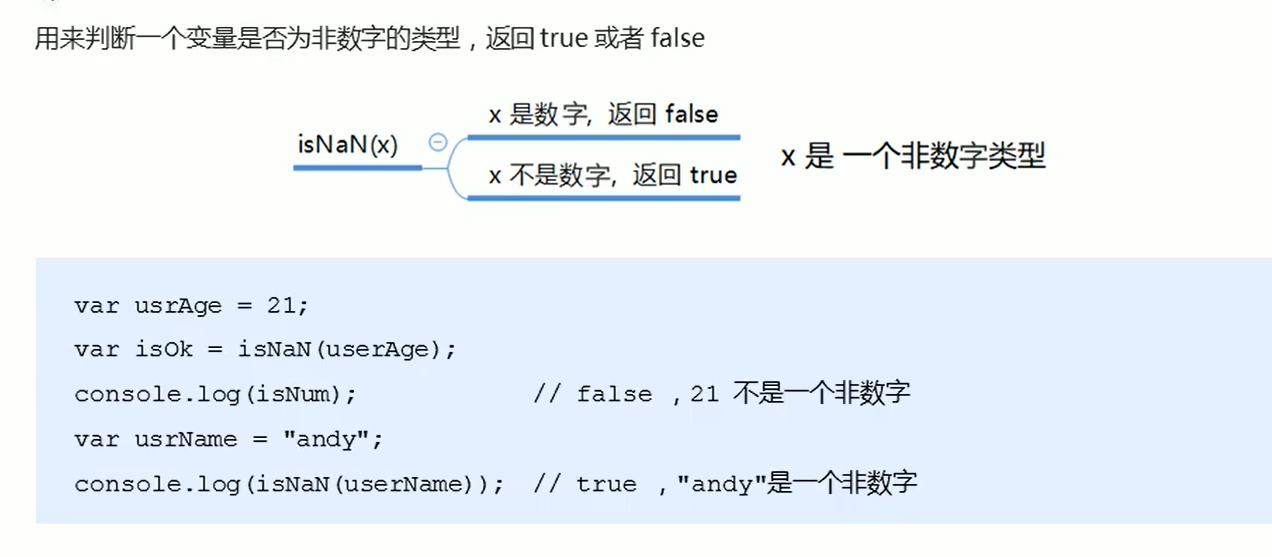 用来判断一个变量是否为非数字的类型，返回 true 或者 false
x 是数字, 返回 false
isNaN(x)
x 不是数字, 返回 true
x 是 一个非数字类型
var usrAge = 21;
var isOk = isNaN(userAge);
console.log(isNum); // false ，21 不是一个非数字
var usrName = "andy";
console.log(isNaN(userName)); // true ，"andy"是一个非数字